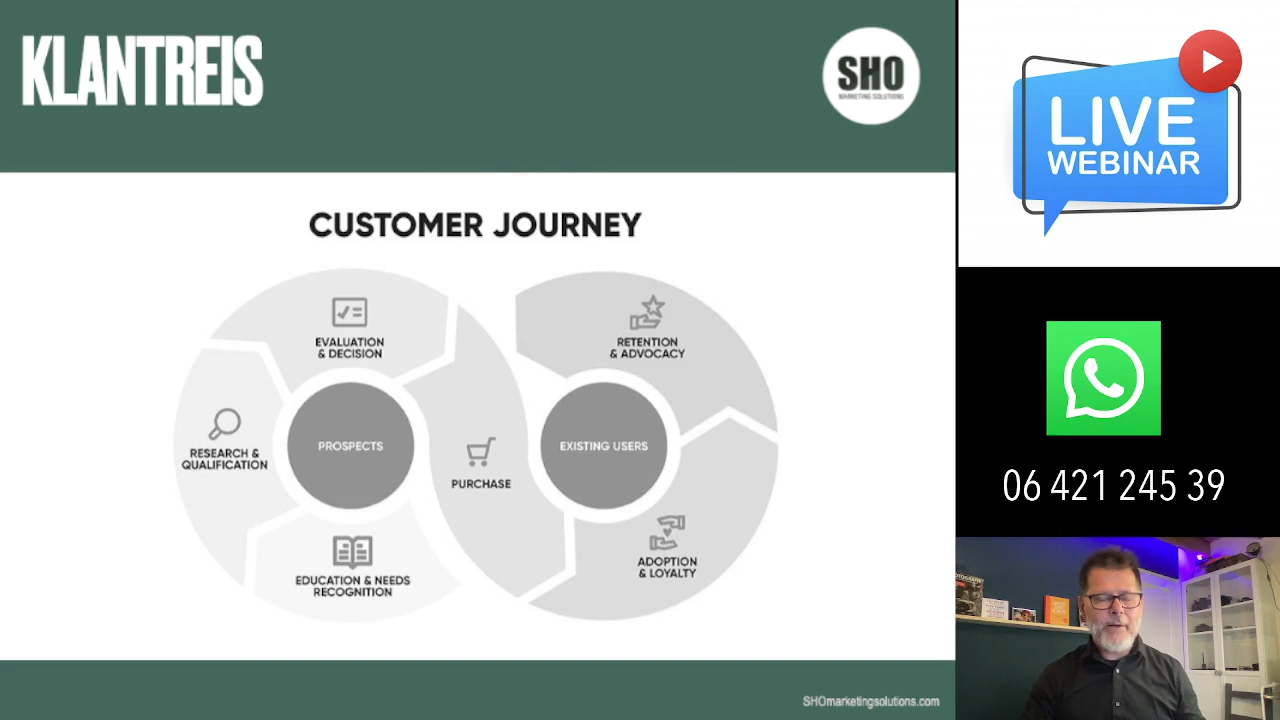 KLANTREIS
SHO
MARKETING SOLUTIONS
CUSTOMER JOURNEY
EVALUATION
& DECISION
RETENTION
& ADVOCACY
RESEARCH &
QUALIFICATION
PROSPECTS
PURCHASE
EXISTING USERS
EDUCATION & NEEDS
RECOGNITION
ADOPTION
& LOYALTY
SHOmarketingsolutions.com
LIVE
WEBINAR
06 421 245 39